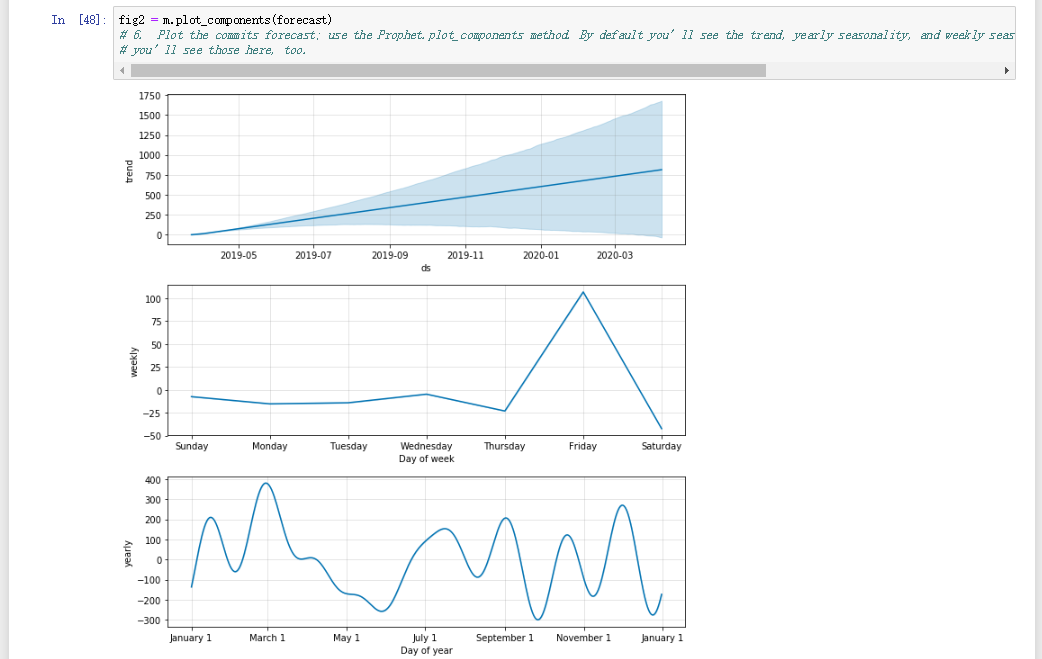 In [48]: fig2 = m.plot_components(forecast)
# 6. Plot the commits forecast; use the Prophet.plot_components method. By default you'll see the trend, yearly seasonality, and weekly seas
# you'll see those here, too.
1750
1500
1250
1000
750
500
250
0
trend
2019-05 2019-07 2019-09 2019-11 2020-01 2020-03
ds
100
75
50
25
0
−25
−50
weekly
Sunday Monday Tuesday Wednesday Thursday Friday Saturday
Day of week
400
300
200
100
0
−100
−200
−300
yearly
January 1 March 1 May 1 July 1 September 1 November 1 January 1
Day of year